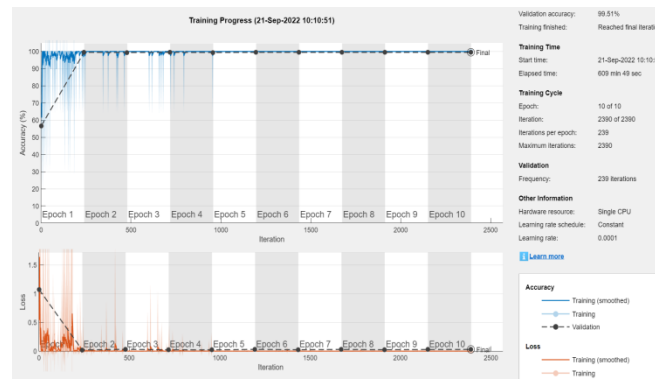 Training Progress (21-Sep-2022 10:10:51)
100
90
80
70
60
50
40
30
20
10
0
Accuracy (%)
Final
Epoch 1 Epoch 2 Epoch 3 Epoch 4 Epoch 5 Epoch 6 Epoch 7 Epoch 8 Epoch 9 Epoch 10
0 500 1000 1500 2000 2500
Iteration
1.5
1
0.5
0
Loss
Epoch 2 Epoch 3 Epoch 4 Epoch 5 Epoch 6 Epoch 7 Epoch 8 Epoch 9 Epoch 10
Final
0 500 1000 1500 2000 2500
Iteration
Validation accuracy: 99.51%
Training finished: Reached final iterati
Training Time
Start time: 21-Sep-2022 10:10:
Elapsed time: 609 min 49 sec
Training Cycle
Epoch: 10 of 10
Iteration: 2390 of 2390
Iterations per epoch: 239
Maximum iterations: 2390
Validation
Frequency: 239 iterations
Other Information
Hardware resource: Single CPU
Learning rate schedule: Constant
Learning rate: 0.0001
Learn more
Accuracy
Training (smoothed)
Training
Validation
Loss
Training (smoothed)
Training